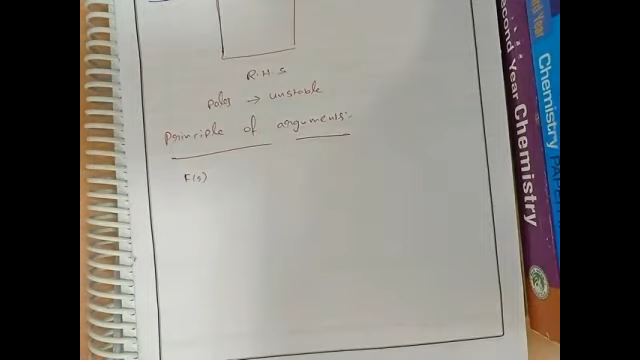 R.H.S
Poles → unstable
Principle of arguments:-
F(s)
Second Year Chemistry
Chemistry